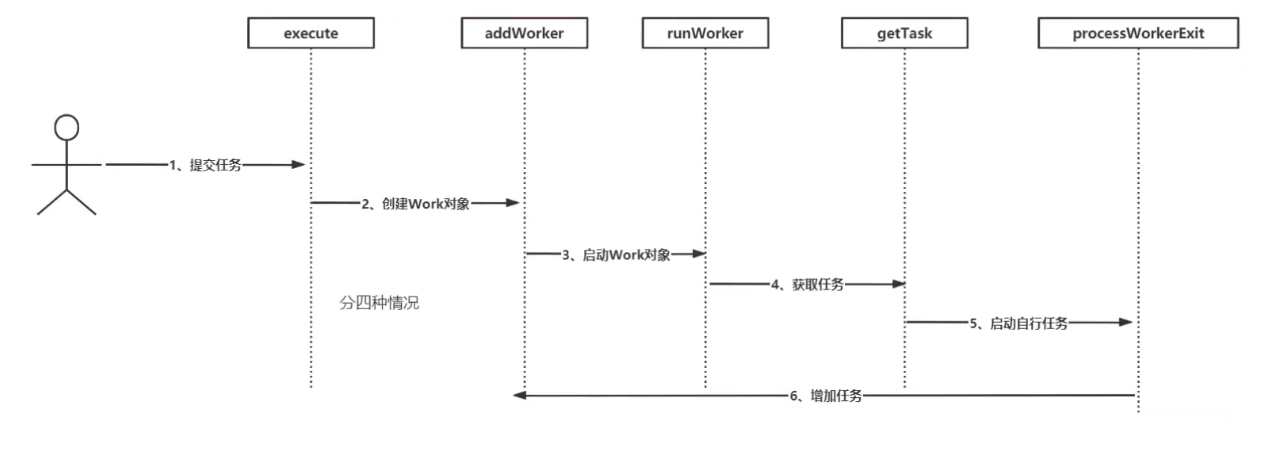 execute
addWorker
runWorker
getTask
processWorkerExit
1、提交任务
2、创建Work对象
3、启动Work对象
4、获取任务
分四种情况
5、启动自行任务
6、增加任务